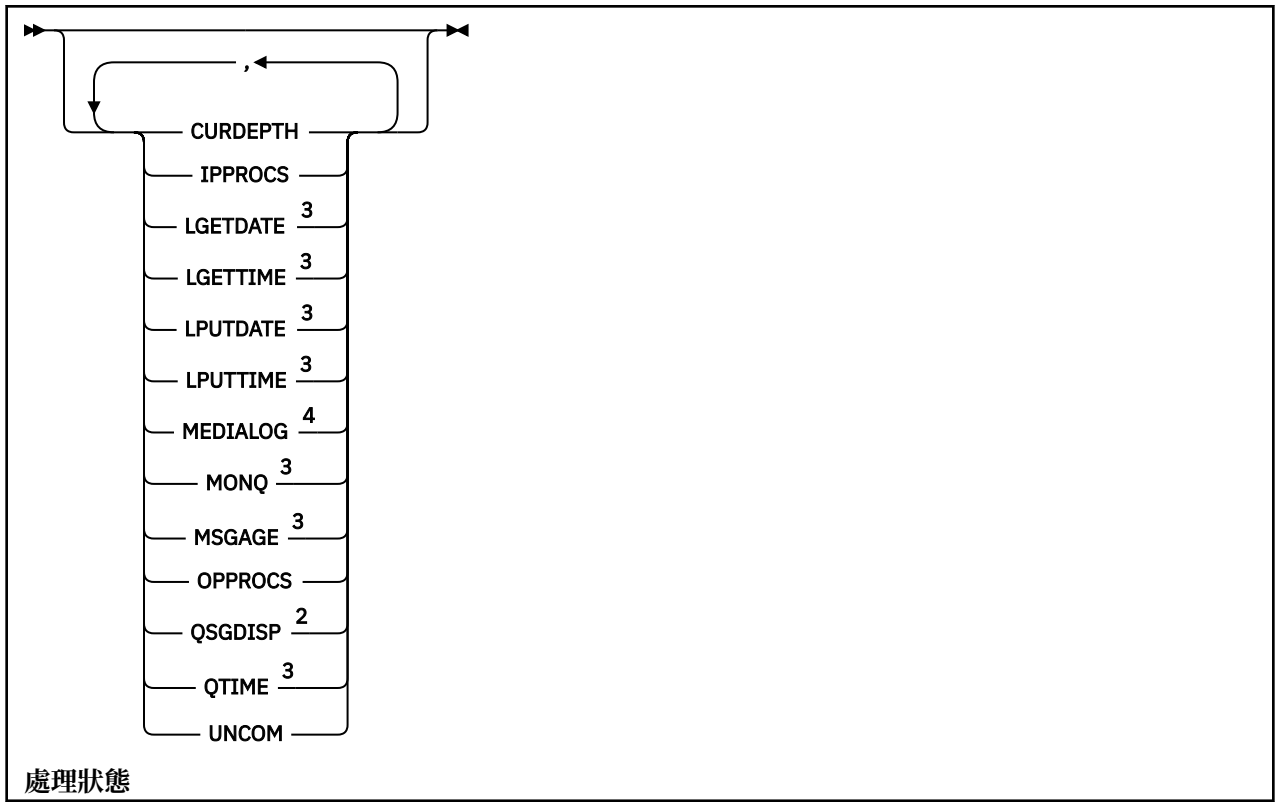 ,
CURDEPTH
IPPROCS
LGETDATE 3
LGETTIME 3
LPUTDATE 3
LPUTTIME 3
MEDIALOG 4
MONQ 3
MSGAGE 3
OPPROCS
QSGDISP 2
QTIME 3
UNCOM
處理狀態